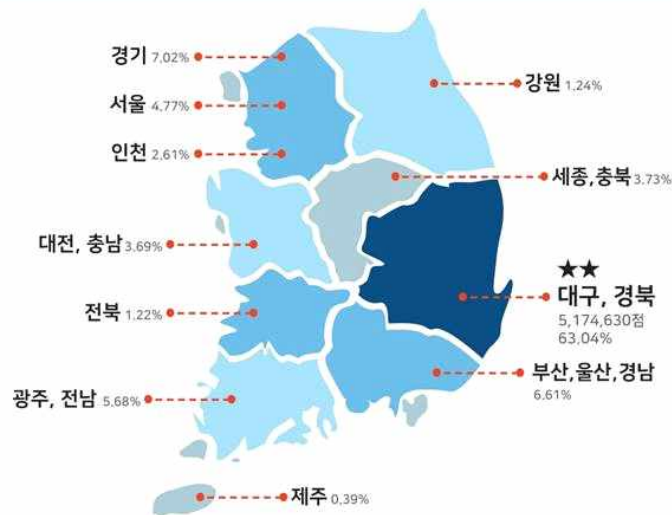 경기 7.02%
서울 4.77%
인천 2.61%
강원 1.24%
세종,충북 3.73%
대전, 충남 3.69%
★★
대구, 경북
5,174,630점
63,04%
전북 1.22%
부산,울산,경남
6.61%
광주, 전남 5.68%
제주 0,39%